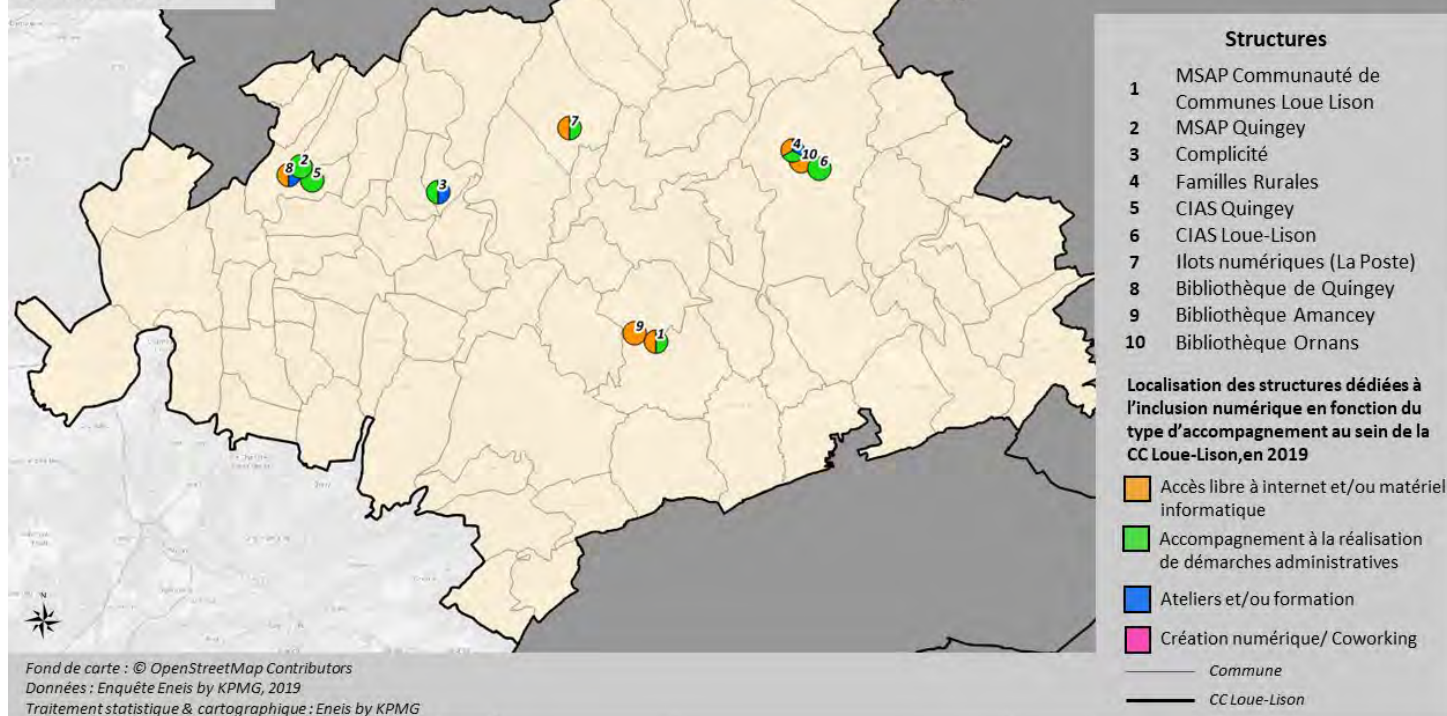 Structures
1 MSAP Communauté de
Communes Loue Lison
2 MSAP Quingey
3 Complicité
4 Familles Rurales
5 CIAS Quingey
6 CIAS Loue-Lison
7 Ilots numériques (La Poste)
8 Bibliothèque de Quingey
9 Bibliothèque Amancey
10 Bibliothèque Ornans
Localisation des structures dédiées à
l'inclusion numérique en fonction du
type d'accompagnement au sein de la
CC Loue-Lison,en 2019
Accès libre à internet et/ou matériel
informatique
Accompagnement à la réalisation
de démarches administratives
Ateliers et/ou formation
Création numérique/ Coworking
Commune
CC Loue-Lison
7
4
10
6
2
8
5
3
9
1
N
Fond de carte : © OpenStreetMap Contributors
Données : Enquête Eneis by KPMG, 2019
Traitement statistique & cartographique : Eneis by KPMG